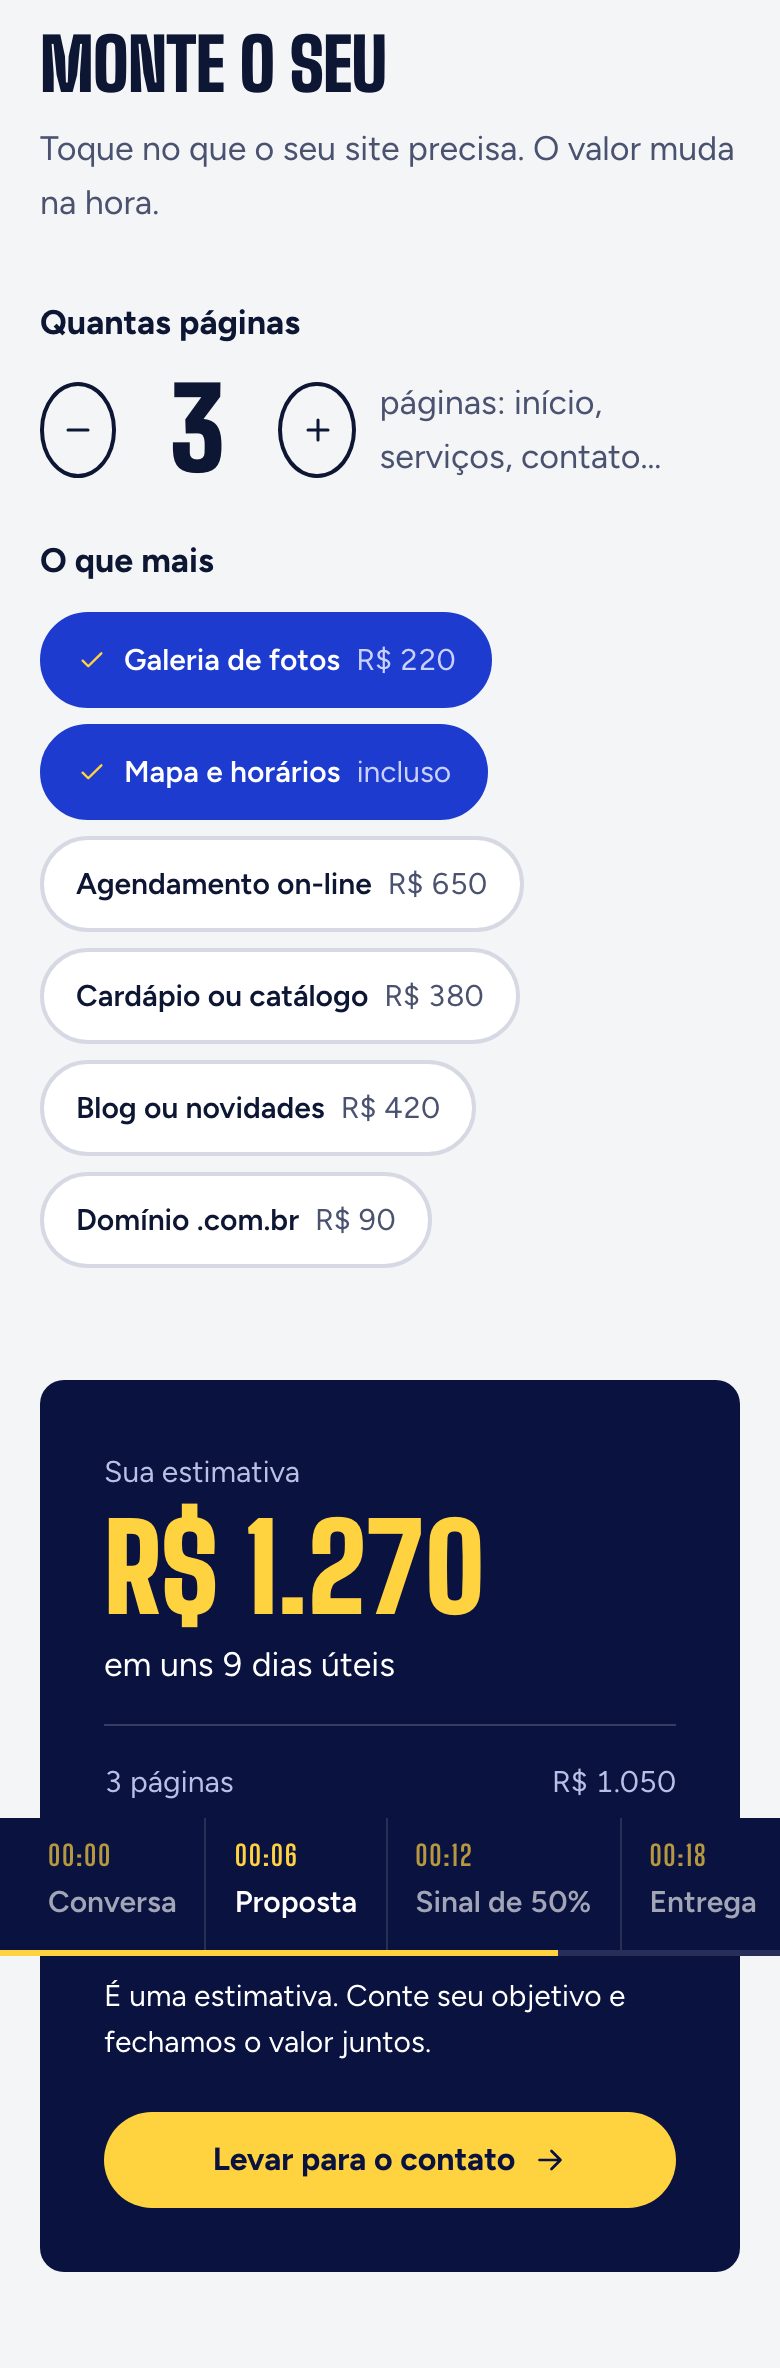 MONTE O SEU
Toque no que o seu site precisa. O valor muda
na hora.
Quantas páginas
− 3 + páginas: início,
serviços, contato...
O que mais
Galeria de fotos R$ 220
Mapa e horários incluso
Agendamento on-line R$ 650
Cardápio ou catálogo R$ 380
Blog ou novidades R$ 420
Domínio .com.br R$ 90
Sua estimativa
R$ 1.270
em uns 9 dias úteis
3 páginas R$ 1.050
00:00 00:06 00:12 00:18
Conversa Proposta Sinal de 50% Entrega
É uma estimativa. Conte seu objetivo e
fechamos o valor juntos.
Levar para o contato →